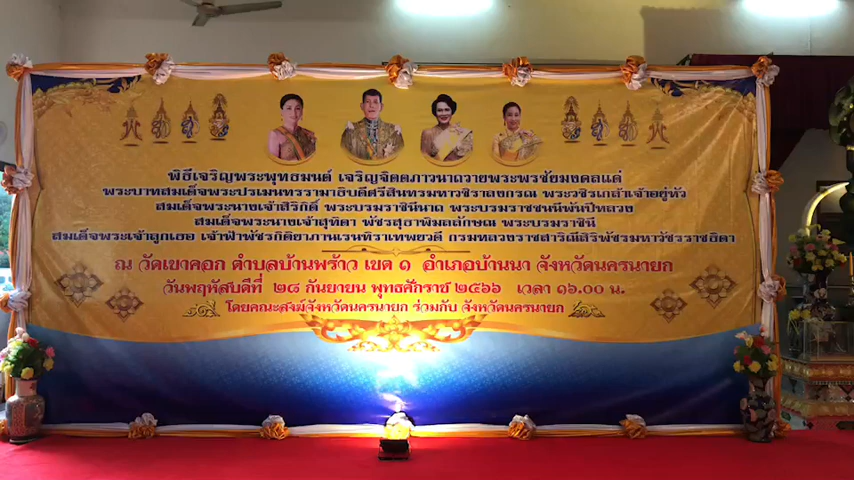 พิธีเจริญพระพุทธมนต์ เจริญจิตตภาวนาถวายพระพรชัยมงคลแด่
พระบาทสมเด็จพระปรเมนทรรามาธิบดีศรีสินทรมหาวชิราลงกรณ พระวชิรเกล้าเจ้าอยู่หัว
สมเด็จพระนางเจ้าสิริกิติ์ พระบรมราชินีนาถ พระบรมราชชนนีพันปีหลวง
สมเด็จพระนางเจ้าสุทิดา พัชรสุธาพิมลลักษณ พระบรมราชินี
สมเด็จพระเจ้าลูกเธอ เจ้าฟ้าพัชรกิติยาภานเรนทิราเทพยวดี กรมหลวงราชสาริณีสิริพัชรมหาวัชรราชธิดา
ณ วัดเขาคอก ตำบลบ้านพร้าว เขต ๑ อำเภอบ้านนา จังหวัดนครนายก
วันพฤหัสบดีที่ ๒๘ กันยายน พุทธศักราช ๒๕๖๖ เวลา ๑๖.๐๐ น.
โดยคณะสงฆ์จังหวัดนครนายก ร่วมกับ จังหวัดนครนายก